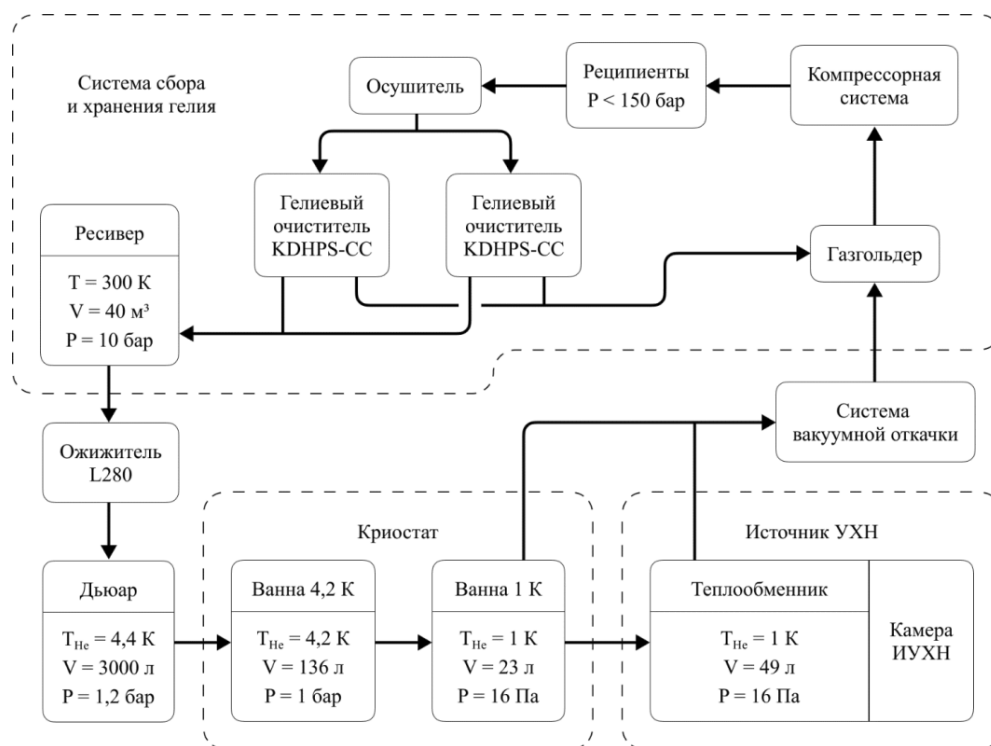 Система сбора
и хранения гелия
Осушитель
Реципиенты
P < 150 бар
Компрессорная
система
Гелиевый
очиститель
KDHPS-CC
Гелиевый
очиститель
KDHPS-CC
Газгольдер
Ресивер
T = 300 К
V = 40 м³
P = 10 бар
Ожижитель
L280
Система
вакуумной откачки
Криостат
Источник УХН
Дьюар
T_He = 4,4 К
V = 3000 л
P = 1,2 бар
Ванна 4,2 К
T_He = 4,2 К
V = 136 л
P = 1 бар
Ванна 1 К
T_He = 1 К
V = 23 л
P = 16 Па
Теплообменник
T_He = 1 К
V = 49 л
P = 16 Па
Камера
ИУХН